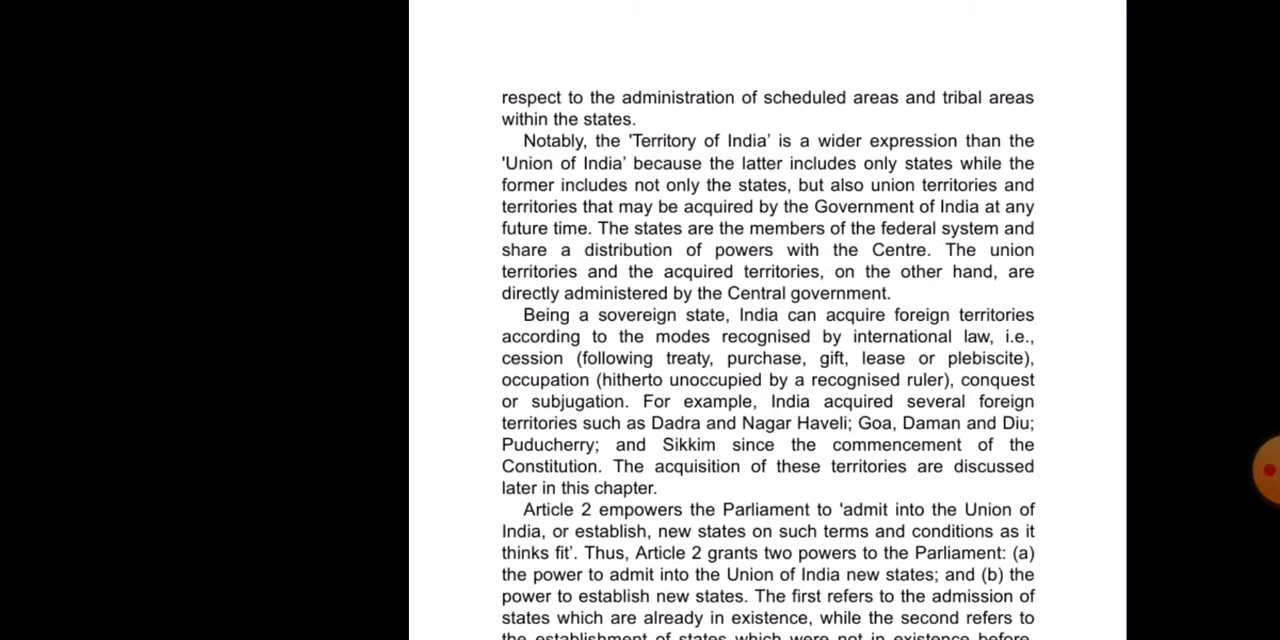 respect to the administration of scheduled areas and tribal areas
within the states.
Notably, the 'Territory of India' is a wider expression than the
'Union of India' because the latter includes only states while the
former includes not only the states, but also union territories and
territories that may be acquired by the Government of India at any
future time. The states are the members of the federal system and
share a distribution of powers with the Centre. The union
territories and the acquired territories, on the other hand, are
directly administered by the Central government.
Being a sovereign state, India can acquire foreign territories
according to the modes recognised by international law, i.e.,
cession (following treaty, purchase, gift, lease or plebiscite),
occupation (hitherto unoccupied by a recognised ruler), conquest
or subjugation. For example, India acquired several foreign
territories such as Dadra and Nagar Haveli; Goa, Daman and Diu;
Puducherry; and Sikkim since the commencement of the
Constitution. The acquisition of these territories are discussed
later in this chapter.
Article 2 empowers the Parliament to 'admit into the Union of
India, or establish, new states on such terms and conditions as it
thinks fit'. Thus, Article 2 grants two powers to the Parliament: (a)
the power to admit into the Union of India new states; and (b) the
power to establish new states. The first refers to the admission of
states which are already in existence, while the second refers to
the establishment of states which were not in existence before.